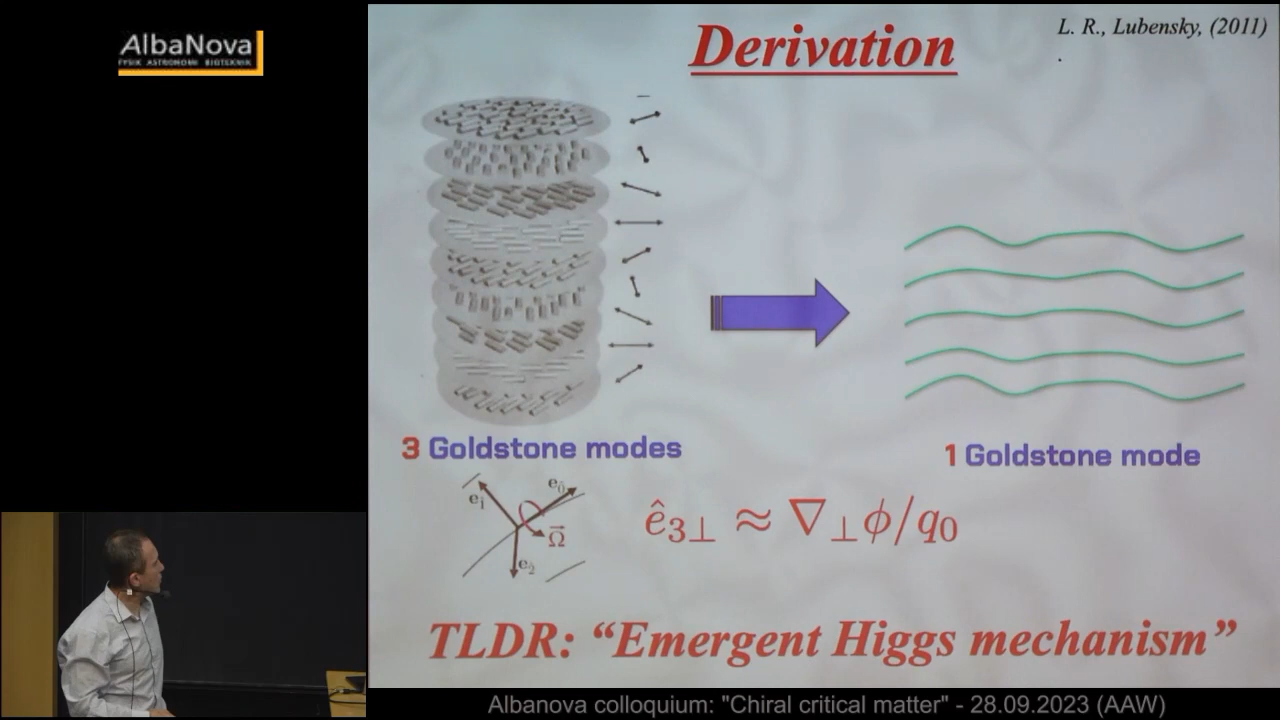 AlbaNova
FYSIK ASTRONOMI BIOTEKNIK
Derivation
L. R., Lubensky, (2011)
3 Goldstone modes
1 Goldstone mode
e₁̂ e₀̂ Ω⃗ e₂̂
ê₃⊥ ≈ ∇⊥ϕ/q₀
TLDR: “Emergent Higgs mechanism”
Albanova colloquium: "Chiral critical matter" - 28.09.2023 (AAW)